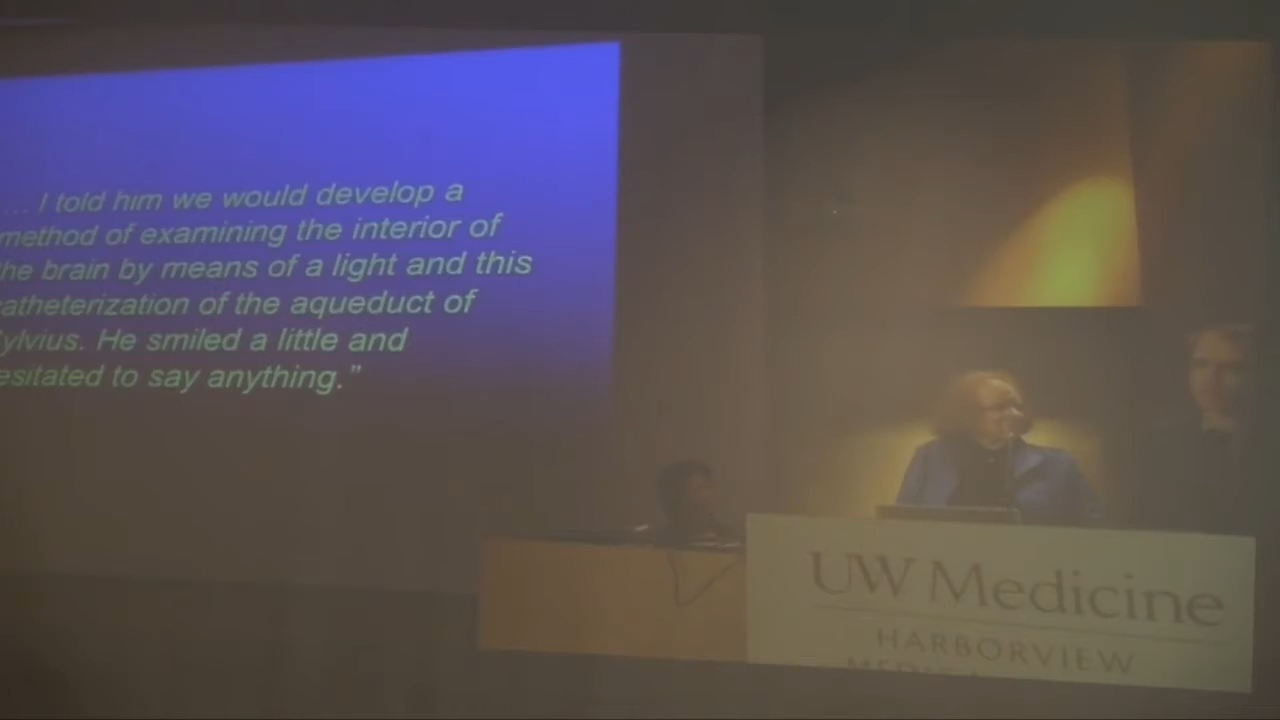 ... I told him we would develop a
method of examining the interior of
the brain by means of a light and this
catheterization of the aqueduct of
ylvius. He smiled a little and
esitated to say anything."
UW Medicine
HARBORVIEW